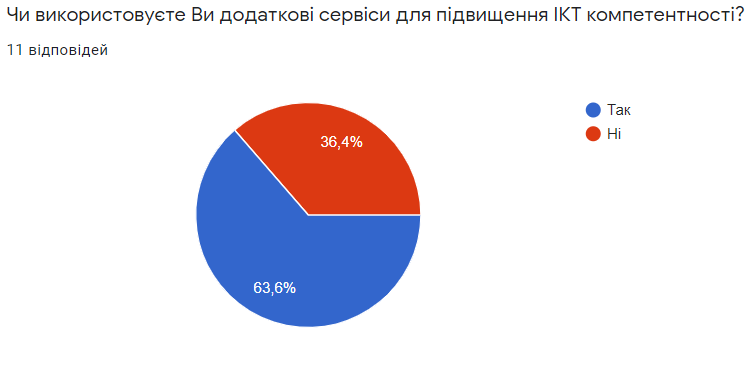 Чи використовуєте Ви додаткові сервіси для підвищення ІКТ компетентності?
11 відповідей
Так
Ні
36,4%
63,6%